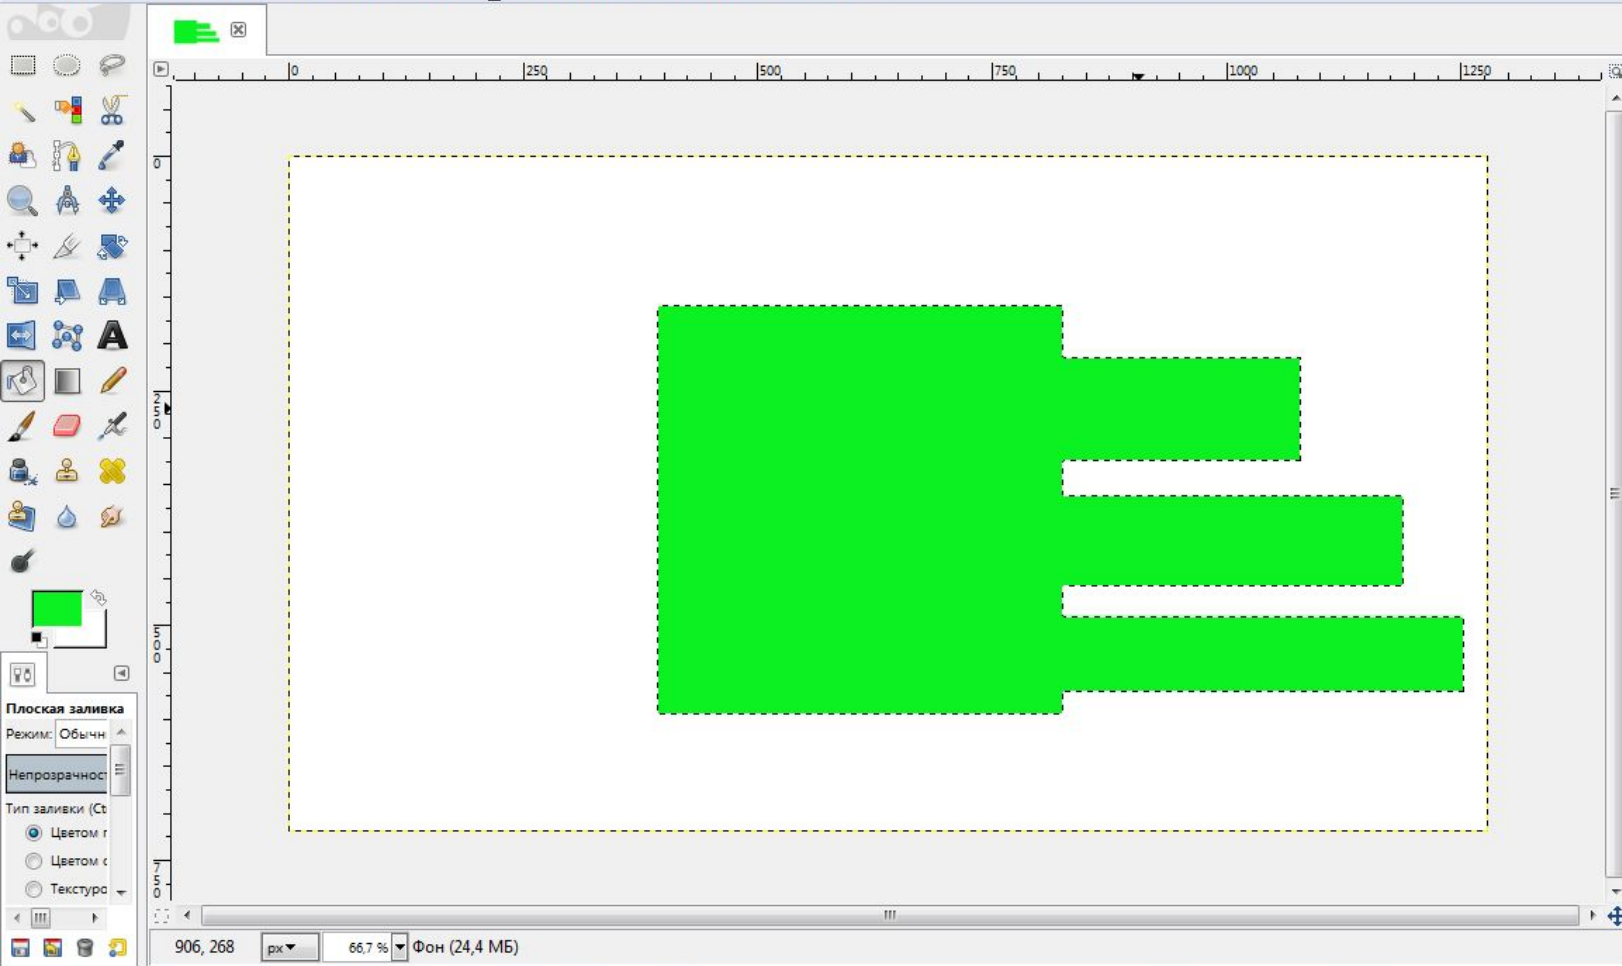 0 250 500 750 1000 1250
0
250
500
750
Плоская заливка
Режим: Обычн
Непрозрачност
Тип заливки (Ct
Цветом
Цветом
Текстуро
906, 268 px 66,7 % Фон (24,4 МБ)